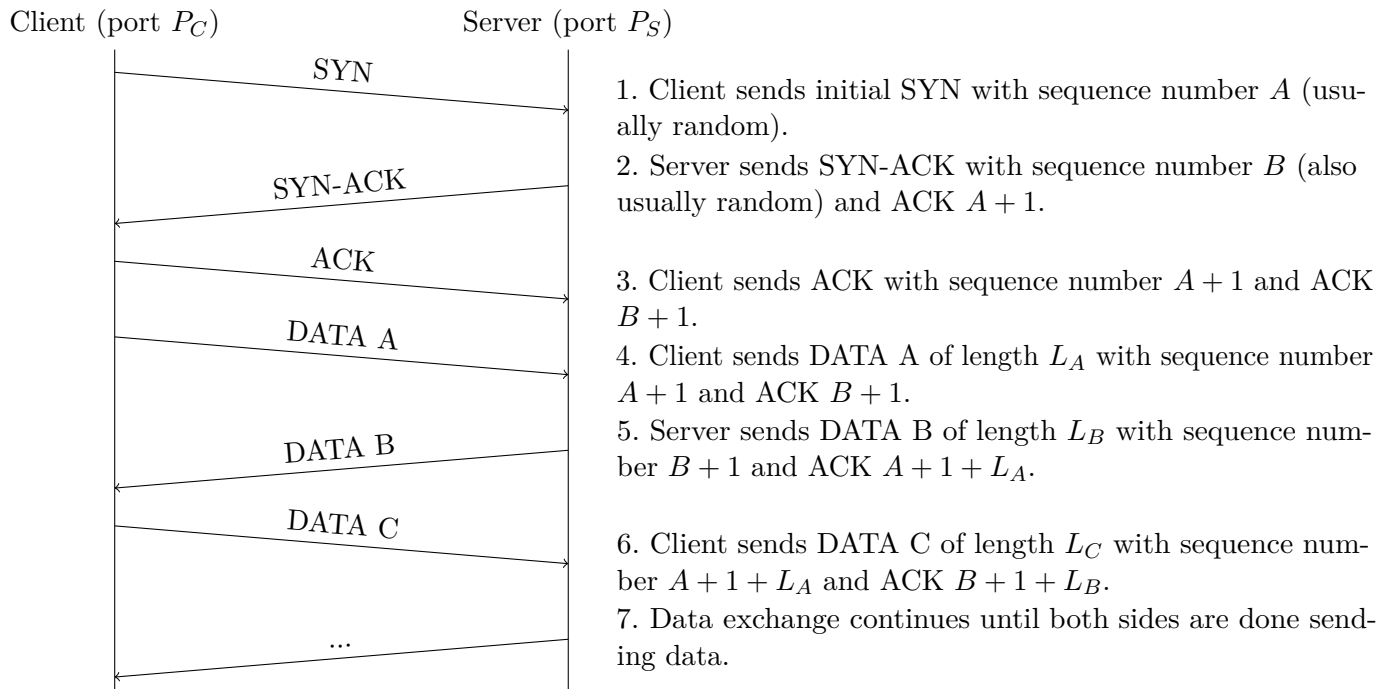 Client (port P_C) Server (port P_S)
SYN
1. Client sends initial SYN with sequence number A (usu-
ally random).
SYN-ACK
2. Server sends SYN-ACK with sequence number B (also
usually random) and ACK A + 1.
ACK
3. Client sends ACK with sequence number A + 1 and ACK
B + 1.
DATA A
4. Client sends DATA A of length L_A with sequence number
A + 1 and ACK B + 1.
DATA B
5. Server sends DATA B of length L_B with sequence num-
ber B + 1 and ACK A + 1 + L_A.
DATA C
6. Client sends DATA C of length L_C with sequence num-
ber A + 1 + L_A and ACK B + 1 + L_B.
...
7. Data exchange continues until both sides are done send-
ing data.